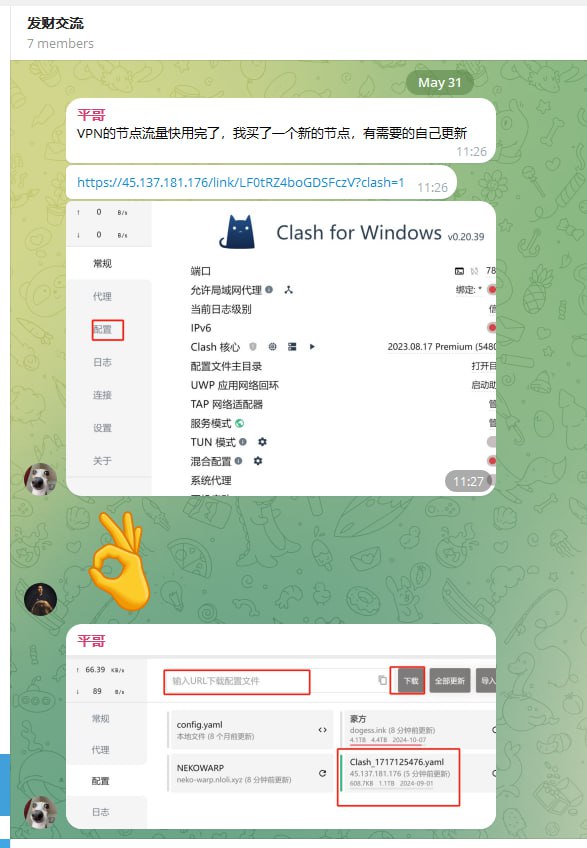 发财交流
7 members
May 31
平哥
VPN的节点流量快用完了，我买了一个新的节点，有需要的自己更新
11:26
https://45.137.181.176/link/LF0tRZ4boGDSFczV?clash=1
11:26
↑ 0 B/s
↓ 0 B/s
Clash for Windows v0.20.39
常规
代理
配置
日志
连接
设置
关于
端口 78
允许局域网代理 绑定: *
当前日志级别
IPv6
Clash 核心 2023.08.17 Premium (5480
配置文件主目录 打开目
UWP 应用网络回环 启动助
TAP 网络适配器 管
服务模式 管
TUN 模式
混合配置
系统代理
11:27
平哥
↑ 66.39 KB/s
↓ 89 B/s
常规
代理
配置
日志
输入URL下载配置文件
下载
全部更新
导入
config.yaml
本地文件 (8 个月前更新)
豪方
dogess.ink (8 分钟前更新)
4.1TB 4.4TB 2024-10-07
NEKOWARP
neko-warp.nloli.xyz (8 分钟前更新)
Clash_1717125476.yaml
45.137.181.176 (5 分钟前更新)
608.7KB 1.1TB 2024-09-01